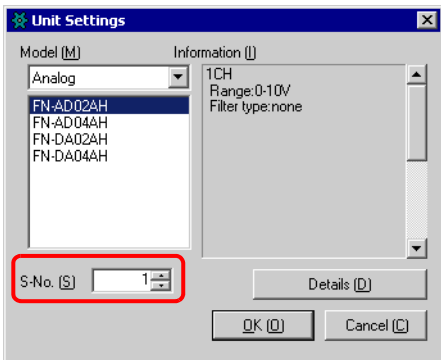 Unit Settings
Model (M)
Information (I)
Analog
1CH
Range:0-10V
Filter type:none
FN-AD02AH
FN-AD04AH
FN-DA02AH
FN-DA04AH
S-No. (S)
1
Details (D)
OK (O)
Cancel (C)